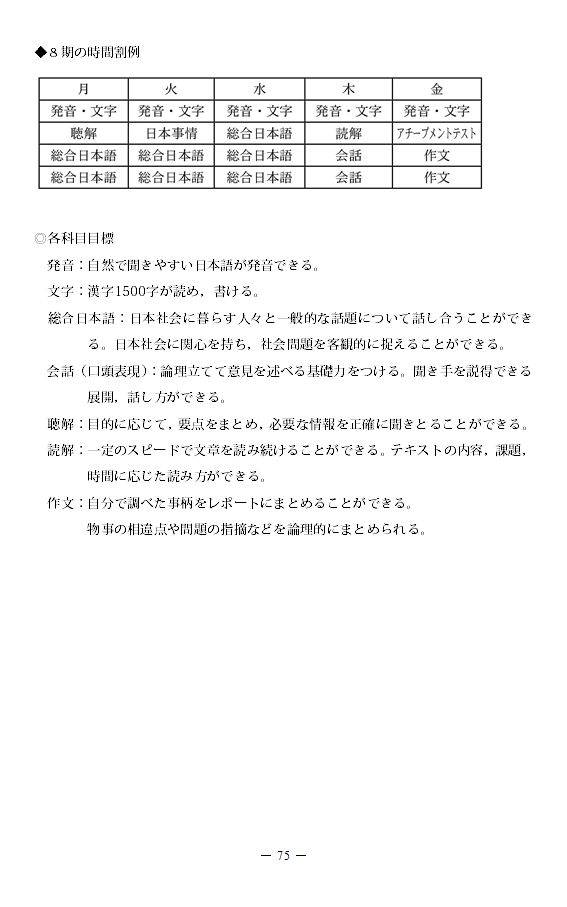 ◆８期の時間割例
月 火 水 木 金
発音・文字 発音・文字 発音・文字 発音・文字 発音・文字
聴解 日本事情 総合日本語 読解 アチーブメントテスト
総合日本語 総合日本語 総合日本語 会話 作文
総合日本語 総合日本語 総合日本語 会話 作文
◎各科目目標
発音：自然で聞きやすい日本語が発音できる。
文字：漢字1500字が読め，書ける。
総合日本語：日本社会に暮らす人々と一般的な話題について話し合うことができ
る。日本社会に関心を持ち，社会問題を客観的に捉えることができる。
会話（口頭表現）：論理立てて意見を述べる基礎力をつける。聞き手を説得できる
展開，話し方ができる。
聴解：目的に応じて，要点をまとめ，必要な情報を正確に聞きとることができる。
読解：一定のスピードで文章を読み続けることができる。テキストの内容，課題，
時間に応じた読み方ができる。
作文：自分で調べた事柄をレポートにまとめることができる。
物事の相違点や問題の指摘などを論理的にまとめられる。
― 75 ―